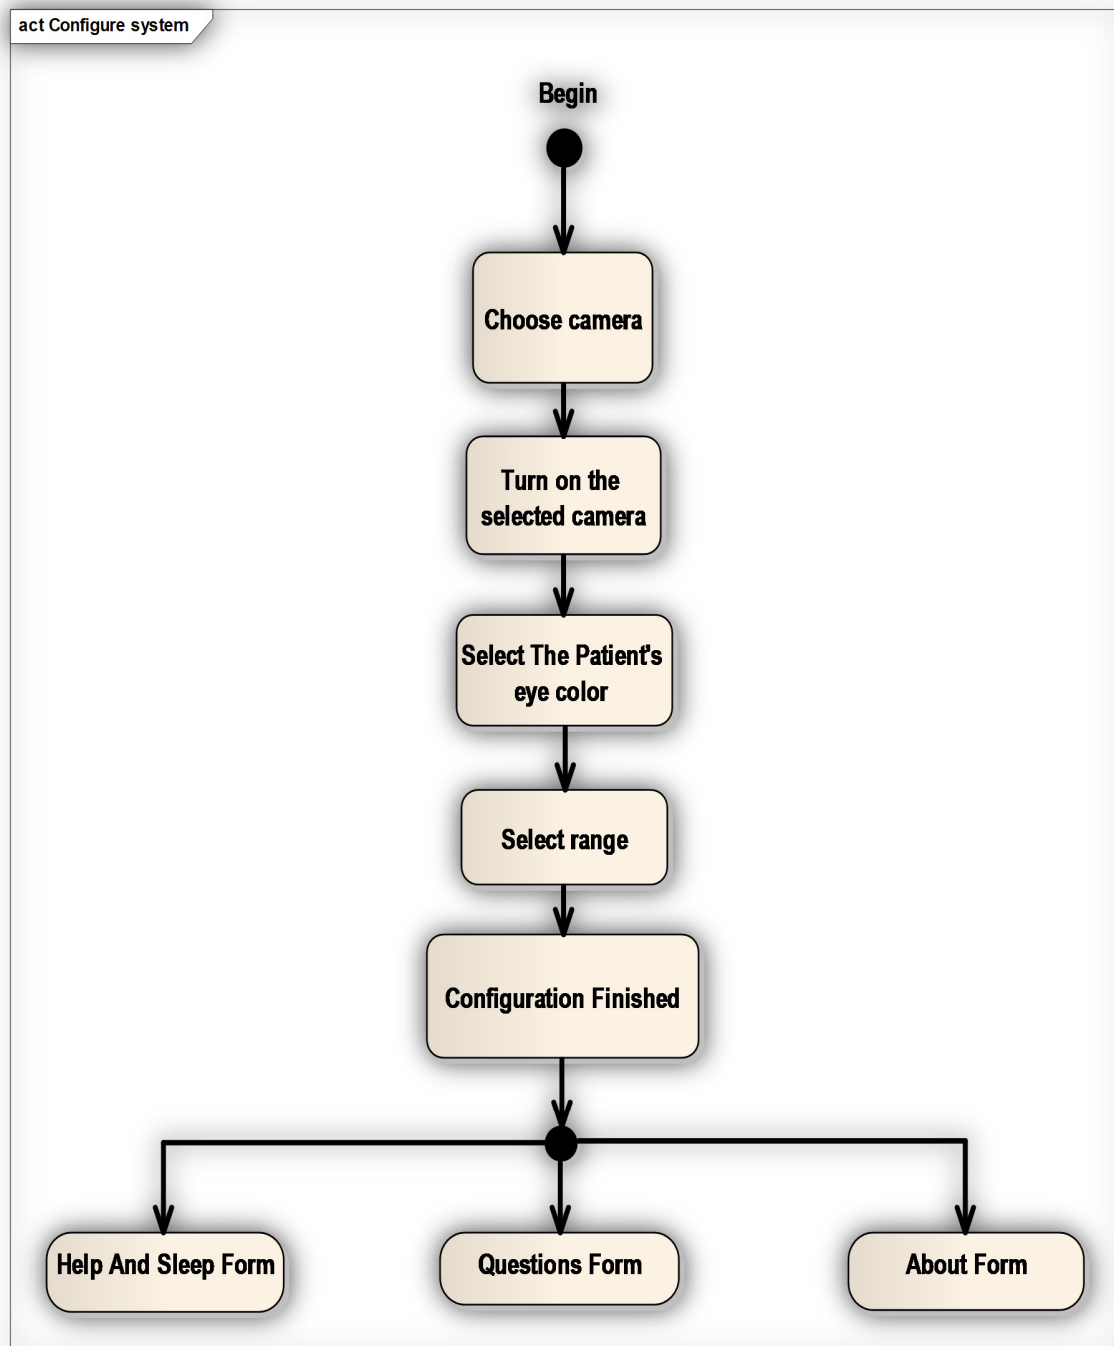 act Configure system
Begin
Choose camera
Turn on the
selected camera
Select The Patient's
eye color
Select range
Configuration Finished
Help And Sleep Form
Questions Form
About Form